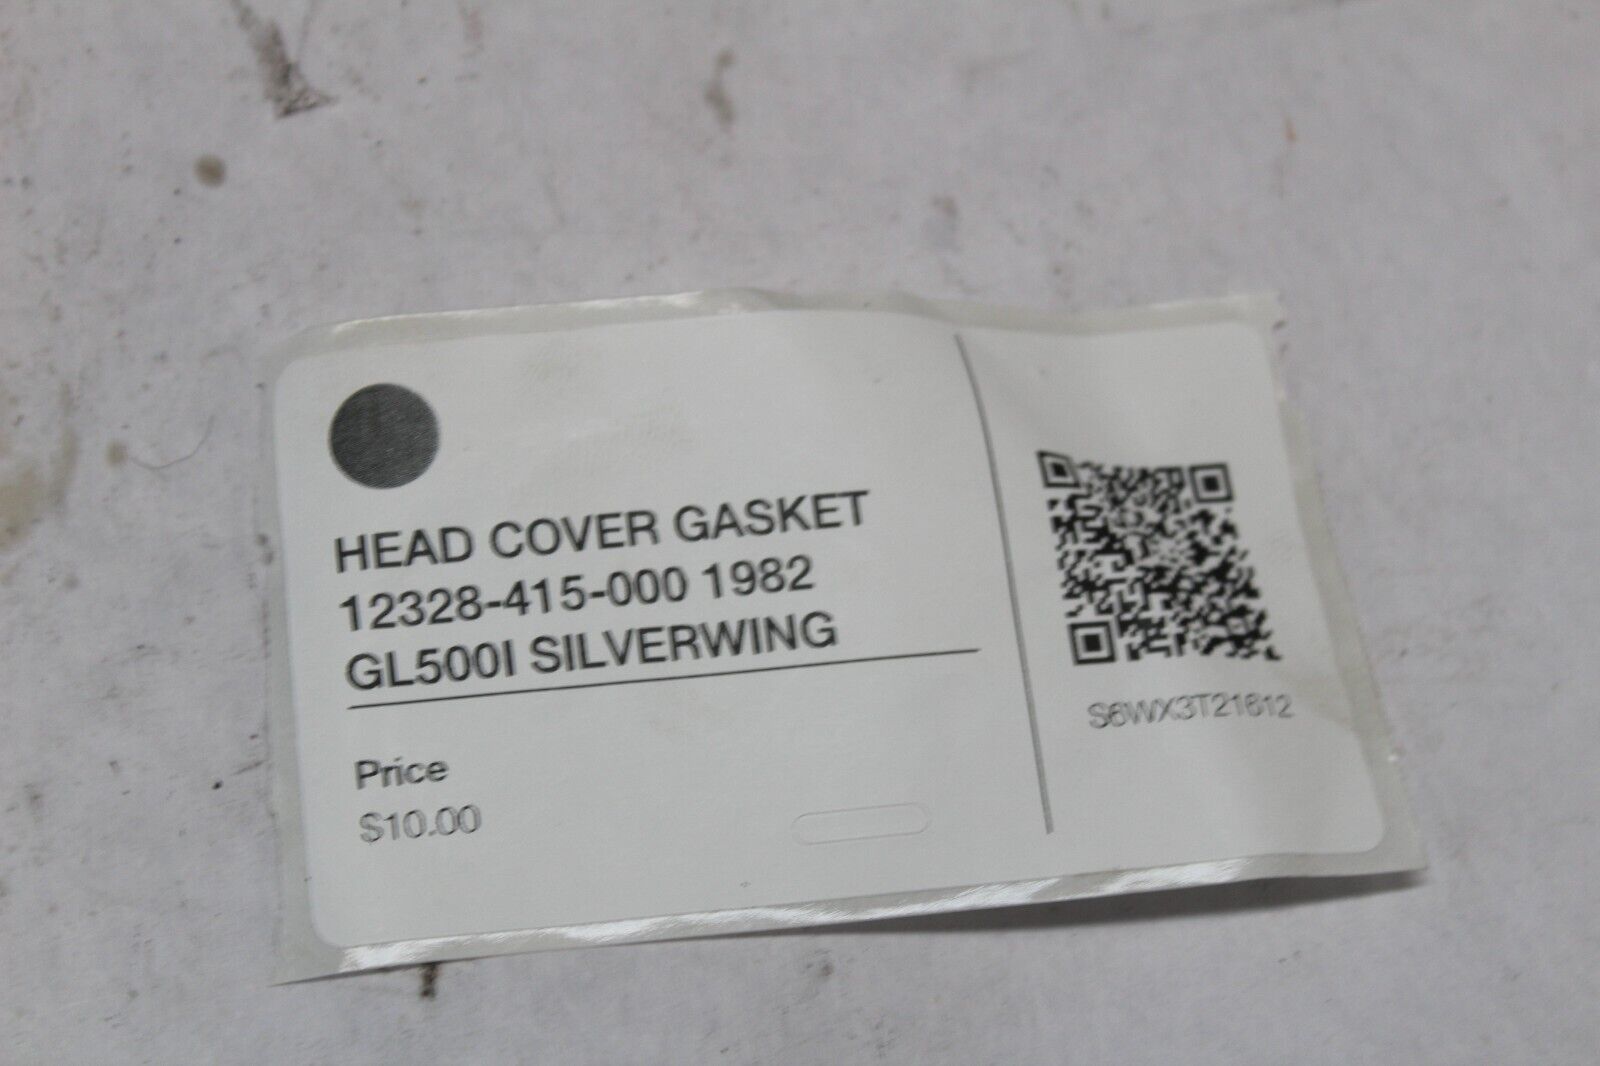 HEAD COVER GASKET
12328-415-000 1982
GL500I SILVERWING
Price
$10.00
S6WX3T21612